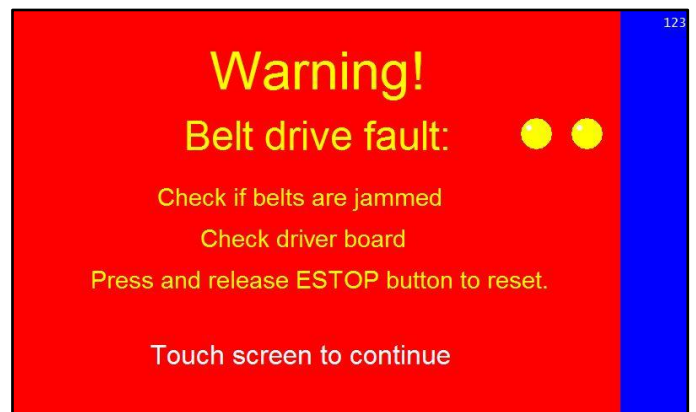 123
Warning!
Belt drive fault:
Check if belts are jammed
Check driver board
Press and release ESTOP button to reset.
Touch screen to continue